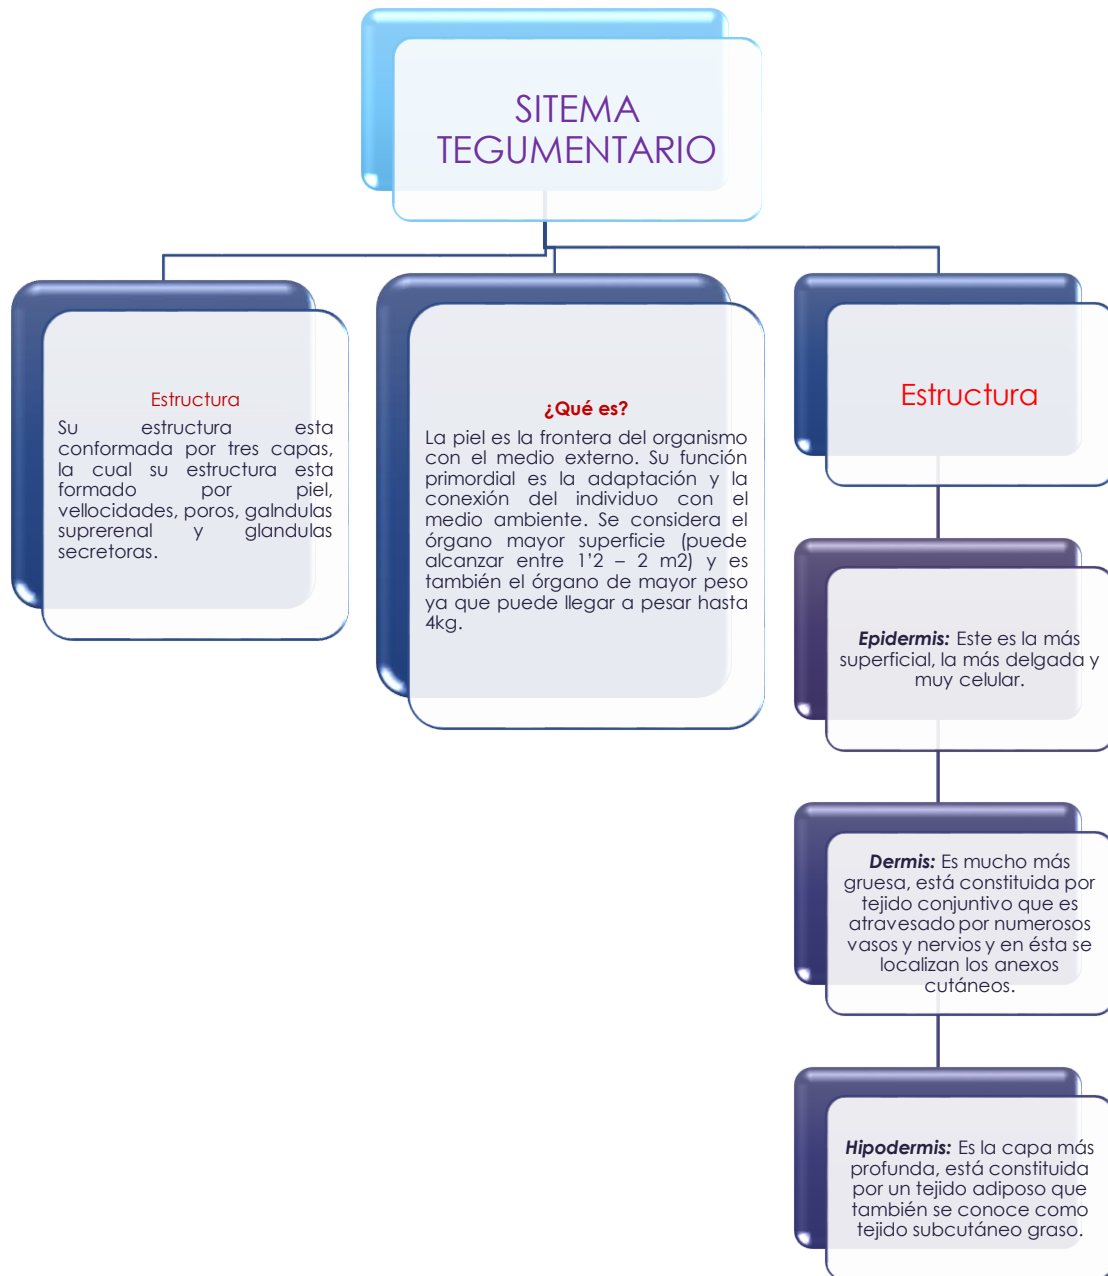 SITEMA
TEGUMENTARIO
Estructura
Su estructura esta
conformada por tres capas,
la cual su estructura esta
formado por piel,
vellocidades, poros, galndulas
suprerenal y glandulas
secretoras.
¿Qué es?
La piel es la frontera del organismo
con el medio externo. Su función
primordial es la adaptación y la
conexión del individuo con el
medio ambiente. Se considera el
órgano mayor superficie (puede
alcanzar entre 1'2 – 2 m2) y es
también el órgano de mayor peso
ya que puede llegar a pesar hasta
4kg.
Estructura
Epidermis: Este es la más
superficial, la más delgada y
muy celular.
Dermis: Es mucho más
gruesa, está constituida por
tejido conjuntivo que es
atravesado por numerosos
vasos y nervios y en ésta se
localizan los anexos
cutáneos.
Hipodermis: Es la capa más
profunda, está constituida
por un tejido adiposo que
también se conoce como
tejido subcutáneo graso.